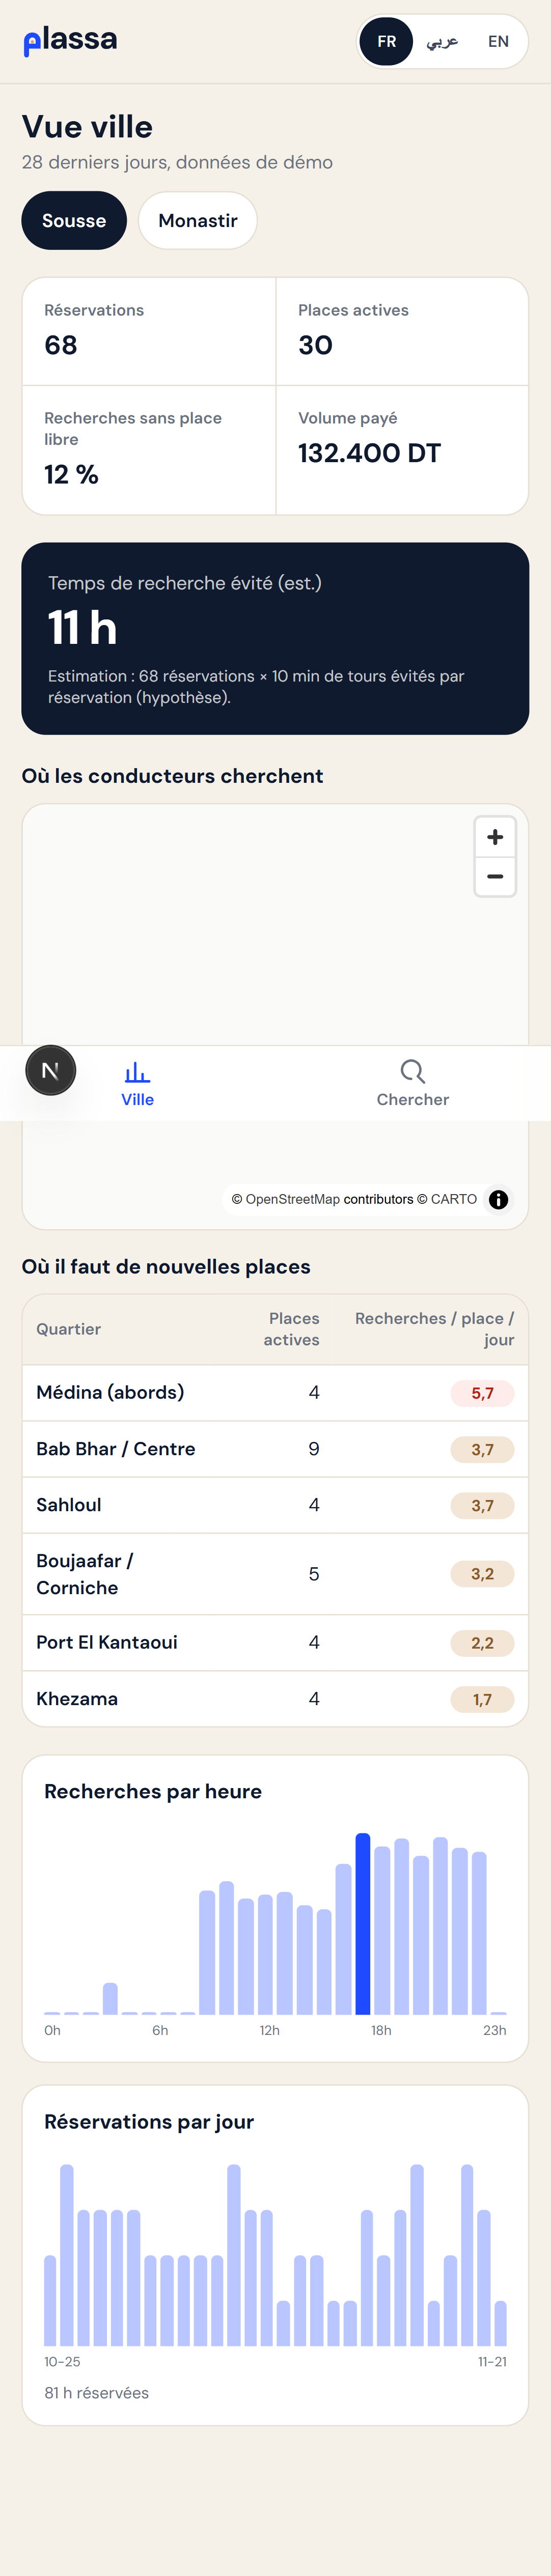 plassa
FR عربي EN
Vue ville
28 derniers jours, données de démo
Sousse Monastir
Réservations
68
Places actives
30
Recherches sans place
libre
12 %
Volume payé
132.400 DT
Temps de recherche évité (est.)
11 h
Estimation : 68 réservations × 10 min de tours évités par
réservation (hypothèse).
Où les conducteurs cherchent
+
−
N
Ville
Chercher
© OpenStreetMap contributors © CARTO
Où il faut de nouvelles places
Quartier
Places
actives
Recherches / place /
jour
Médina (abords) 4 5,7
Bab Bhar / Centre 9 3,7
Sahloul 4 3,7
Boujaafar /
Corniche
5 3,2
Port El Kantaoui 4 2,2
Khezama 4 1,7
Recherches par heure
0h 6h 12h 18h 23h
Réservations par jour
10-25 11-21
81 h réservées